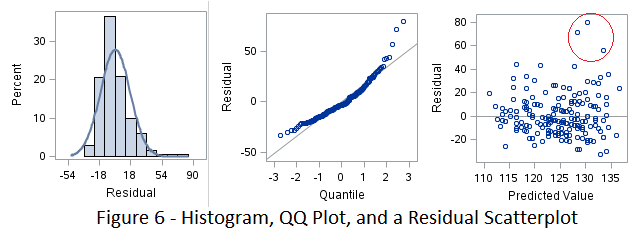 Percent
30
20
10
0
-54 -18 18 54 90
Residual
Residual
50
0
-50
-3 -2 -1 0 1 2 3
Quantile
Residual
80
60
40
20
0
-20
110 115 120 125 130 135
Predicted Value
Figure 6 - Histogram, QQ Plot, and a Residual Scatterplot